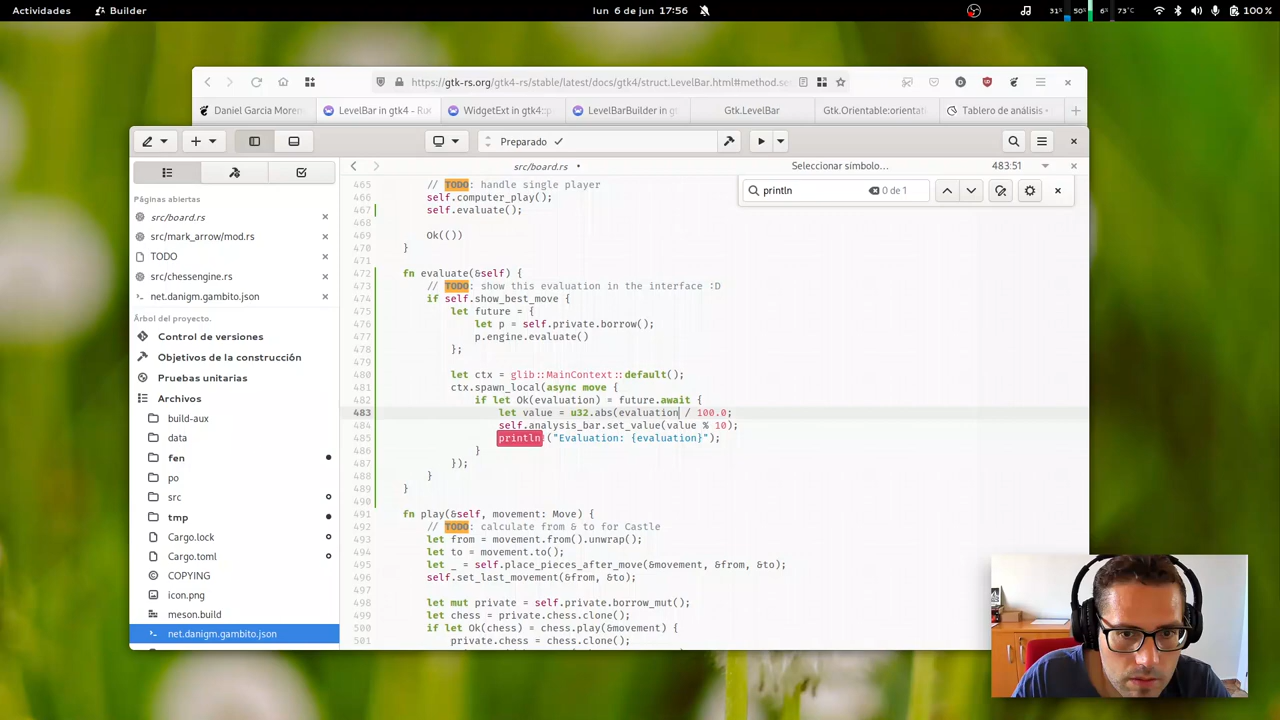 Actividades
Builder
lun 6 de jun 17:56
31%
50%
6%
73°C
100 %
https://gtk-rs.org/gtk4-rs/stable/latest/docs/gtk4/struct.LevelBar.html#method.se
Daniel García More
LevelBar in gtk4 - Ru
WidgetExt in gtk4::p
LevelBarBuilder in g
Gtk.LevelBar
Gtk.Orientable:orientat
Tablero de análisis •
Preparado ✓
src/board.rs •
Seleccionar símbolo…
483:51
println
0 de 1
Páginas abiertas
src/board.rs
src/mark_arrow/mod.rs
TODO
src/chessengine.rs
net.danigm.gambito.json
Árbol del proyecto.
Control de versiones
Objetivos de la construcción
Pruebas unitarias
Archivos
build-aux
data
fen
po
src
tmp
Cargo.lock
Cargo.toml
COPYING
icon.png
meson.build
net.danigm.gambito.json
465 // TODO: handle single player
466 self.computer_play();
467 self.evaluate();
468
469 Ok(())
470 }
471
472 fn evaluate(&self) {
473 // TODO: show this evaluation in the interface :D
474 if self.show_best_move {
475 let future = {
476 let p = self.private.borrow();
477 p.engine.evaluate()
478 };
479
480 let ctx = glib::MainContext::default();
481 ctx.spawn_local(async move {
482 if let Ok(evaluation) = future.await {
483 let value = u32.abs(evaluation / 100.0;
484 self.analysis_bar.set_value(value % 10);
485 println!("Evaluation: {evaluation}");
486 }
487 });
488 }
489 }
490
491 fn play(&self, movement: Move) {
492 // TODO: calculate from & to for Castle
493 let from = movement.from().unwrap();
494 let to = movement.to();
495 let _ = self.place_pieces_after_move(&movement, &from, &to);
496 self.set_last_movement(&from, &to);
497
498 let mut private = self.private.borrow_mut();
499 let chess = private.chess.clone();
500 if let Ok(chess) = chess.play(&movement) {
501 private.chess = chess.clone();